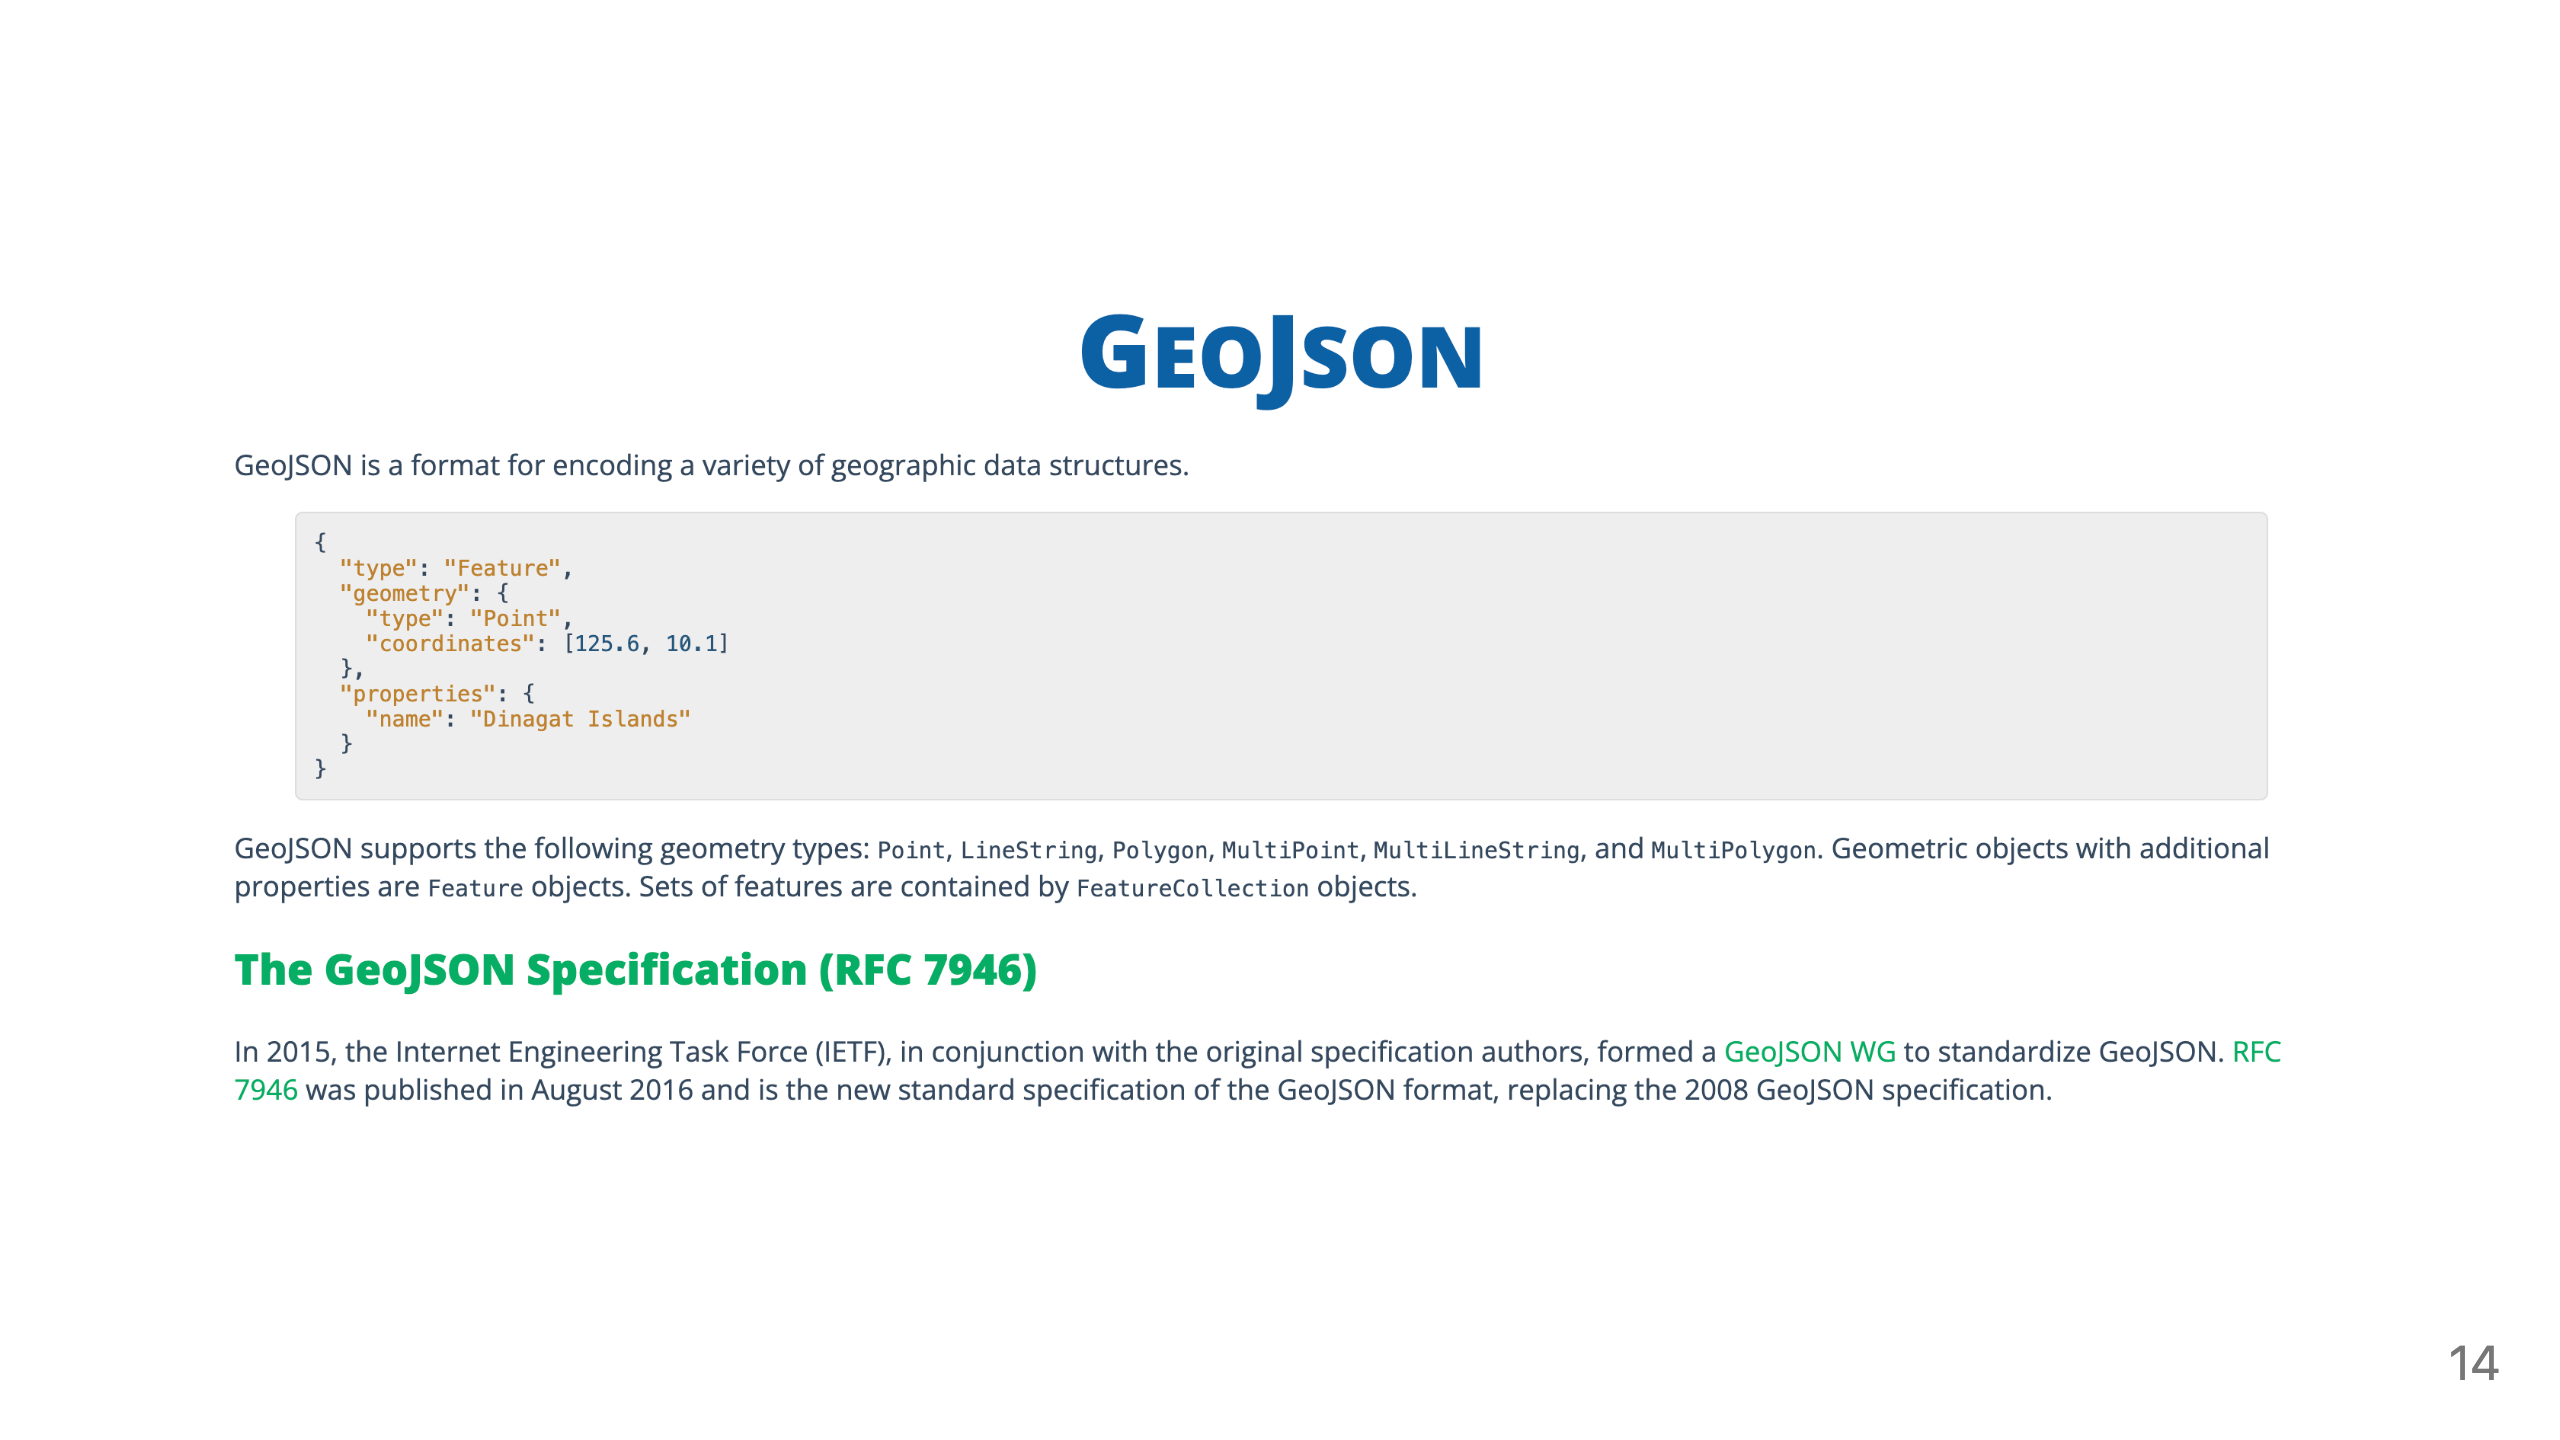 GEOJSON
GeoJSON is a format for encoding a variety of geographic data structures.
{
  "type": "Feature",
  "geometry": {
    "type": "Point",
    "coordinates": [125.6, 10.1]
  },
  "properties": {
    "name": "Dinagat Islands"
  }
}
GeoJSON supports the following geometry types: Point, LineString, Polygon, MultiPoint, MultiLineString, and MultiPolygon. Geometric objects with additional
properties are Feature objects. Sets of features are contained by FeatureCollection objects.
The GeoJSON Specification (RFC 7946)
In 2015, the Internet Engineering Task Force (IETF), in conjunction with the original specification authors, formed a GeoJSON WG to standardize GeoJSON. RFC
7946 was published in August 2016 and is the new standard specification of the GeoJSON format, replacing the 2008 GeoJSON specification.
14